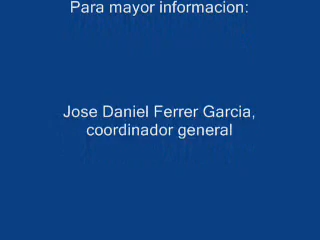 Para mayor informacion:
Jose Daniel Ferrer Garcia,
coordinador general